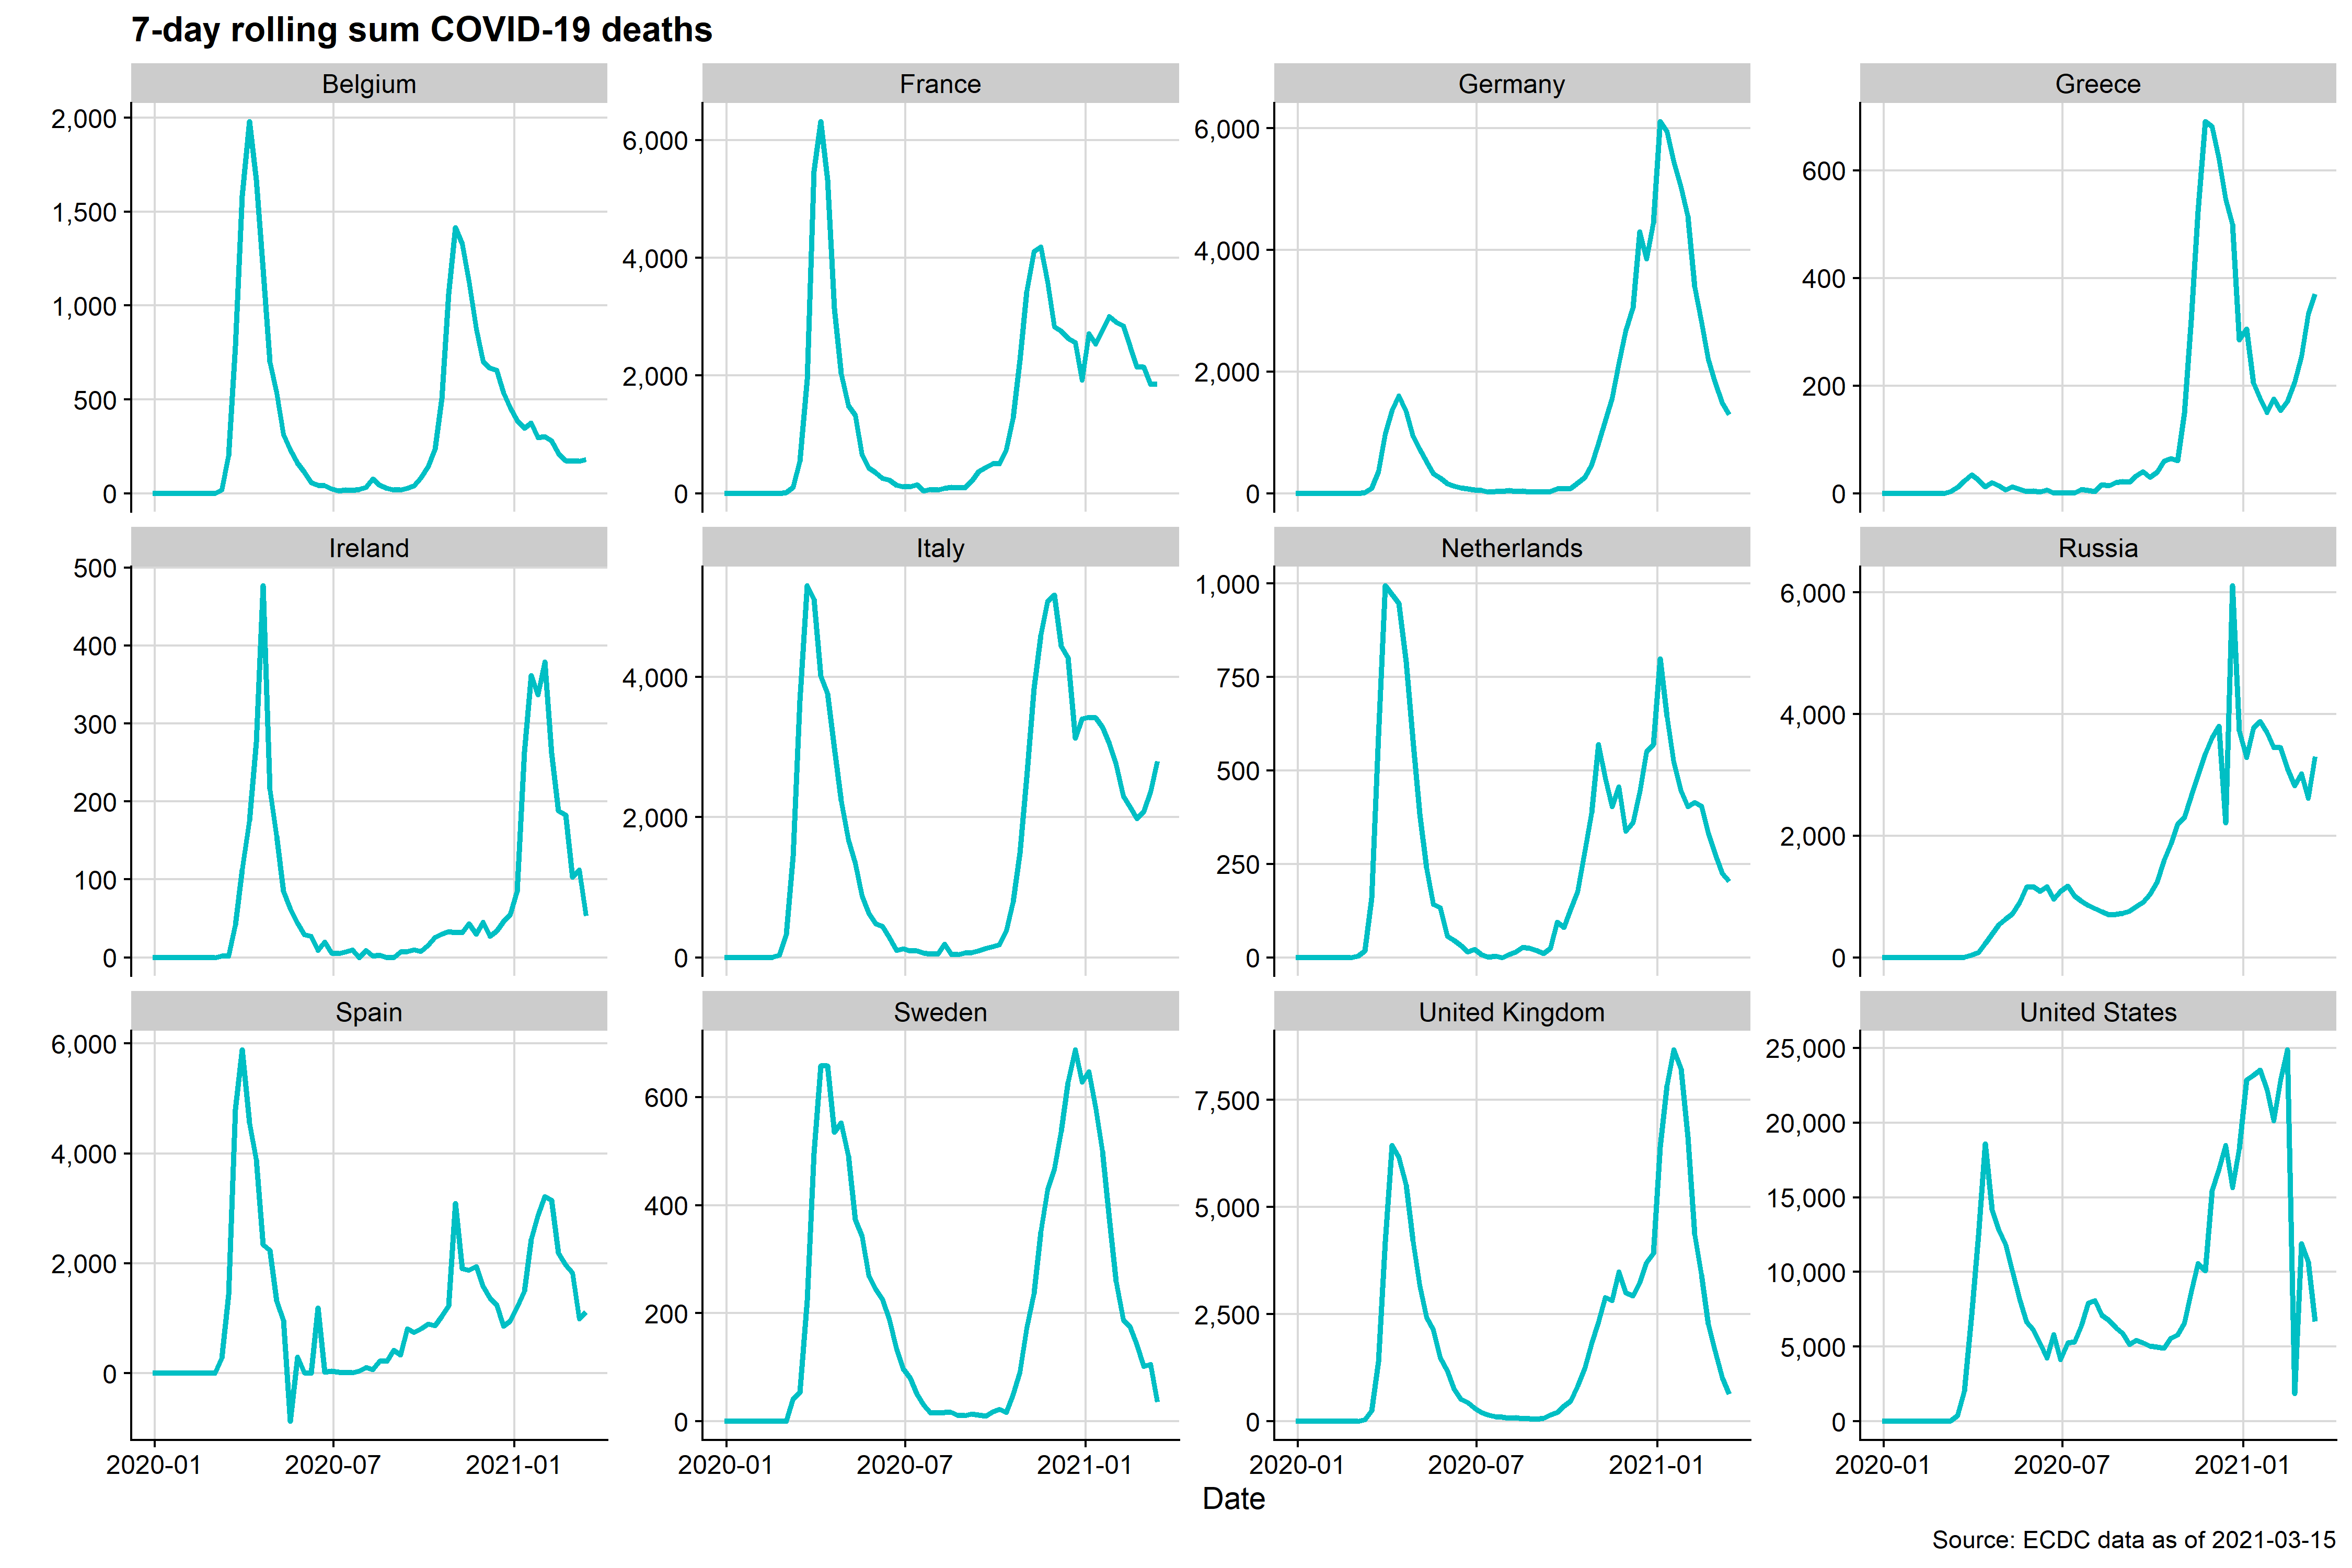 7-day rolling sum COVID-19 deaths
Belgium
2,000
1,500
1,000
500
0
France
6,000
4,000
2,000
0
Germany
6,000
4,000
2,000
0
Greece
600
400
200
0
Ireland
500
400
300
200
100
0
Italy
4,000
2,000
0
Netherlands
1,000
750
500
250
0
Russia
6,000
4,000
2,000
0
Spain
6,000
4,000
2,000
0
2020-01 2020-07 2021-01
Sweden
600
400
200
0
2020-01 2020-07 2021-01
United Kingdom
7,500
5,000
2,500
0
2020-01 2020-07 2021-01
United States
25,000
20,000
15,000
10,000
5,000
0
2020-01 2020-07 2021-01
Date
Source: ECDC data as of 2021-03-15